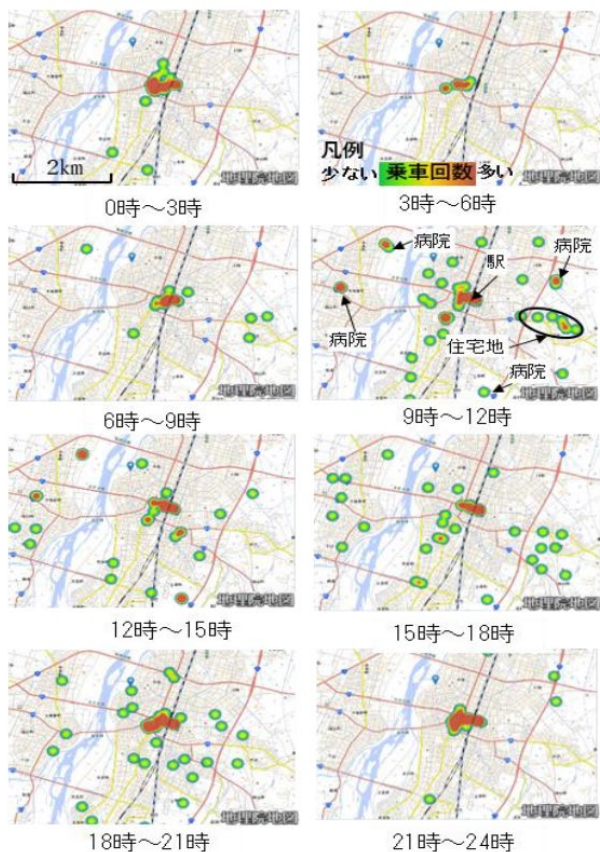 2km
地理院地図
0時～3時
凡例
少ない 乗車回数 多い
地理院地図
3時～6時
地理院地図
6時～9時
病院
駅
病院
病院
住宅地
病院
地理院地図
9時～12時
地理院地図
12時～15時
地理院地図
15時～18時
地理院地図
18時～21時
地理院地図
21時～24時